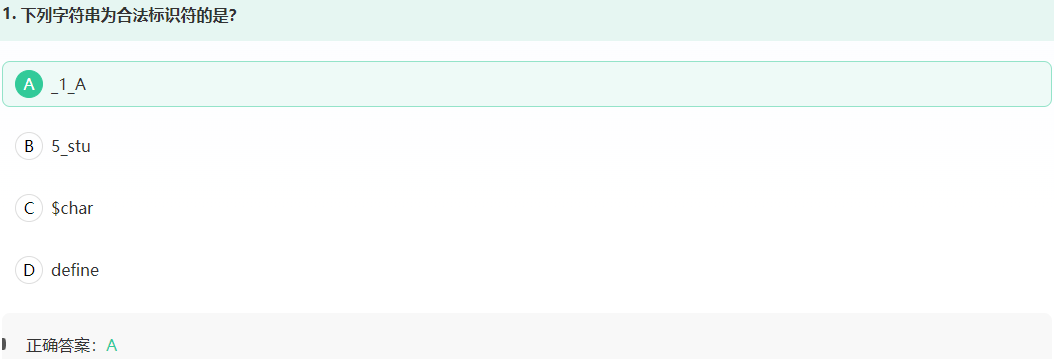 1. 下列字符串为合法标识符的是?
A _1_A
B 5_stu
C $char
D define
正确答案：A